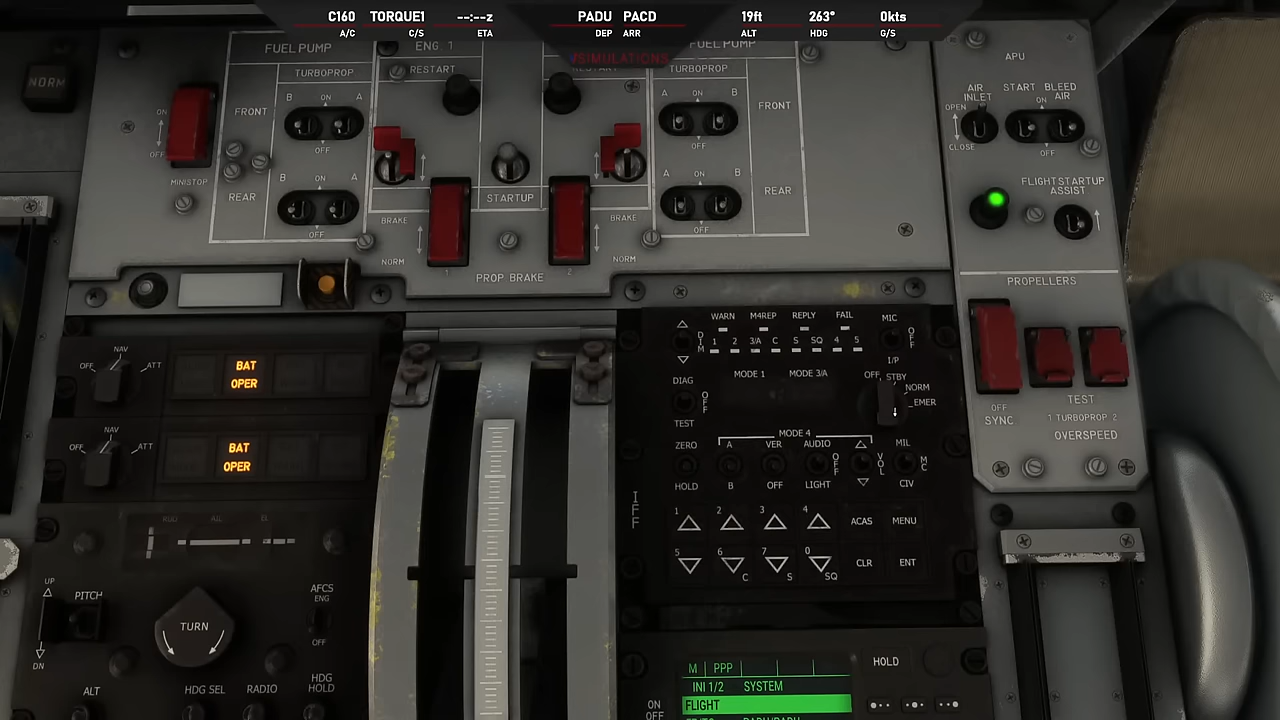 C160 TORQUE1 --:--z PADU PACD 19ft 263° 0kts
A/C C/S ETA DEP ARR ALT HDG G/S
SIMULATIONS
NORM
FUEL PUMP
ENG 1
FUEL PUMP
TURBOPROP
RESTART
TURBOPROP
B ON A
A ON B
ON
OFF
FRONT
FRONT
OFF
OFF
MINISTOP
B ON A
A ON B
REAR
REAR
OFF
OFF
STARTUP
BRAKE
BRAKE
NORM
NORM
1
2
PROP BRAKE
APU
AIR INLET
START
BLEED AIR
OPEN
ON
CLOSE
OFF
FLIGHT
STARTUP ASSIST
PROPELLERS
OFF
SYNC
TEST
1 TURBOPROP 2
OVERSPEED
OFF NAV ATT
BAT
OPER
OFF NAV ATT
BAT
OPER
WARN M4REP REPLY FAIL
DIM
1 2 3/A C S SQ 4 5
MIC
OFF
I/P
MODE 1
MODE 3/A
OFF STBY
NORM
EMER
DIAG
OFF
TEST
MODE 4
ZERO A VER AUDIO MIL
OFF
VOL
MC
HOLD B OFF LIGHT CIV
IFF
1 2 3 4 ACAS MENU
5 6 7 0 CLR ENT
C S SQ
AIL
EL
UP
PITCH
DN
TURN
AFCS
ENG
OFF
ALT
HDG SEL
RADIO
HDG
HOLD
M PPP
INI 1/2 SYSTEM
FLIGHT
HOLD
ON
OFF